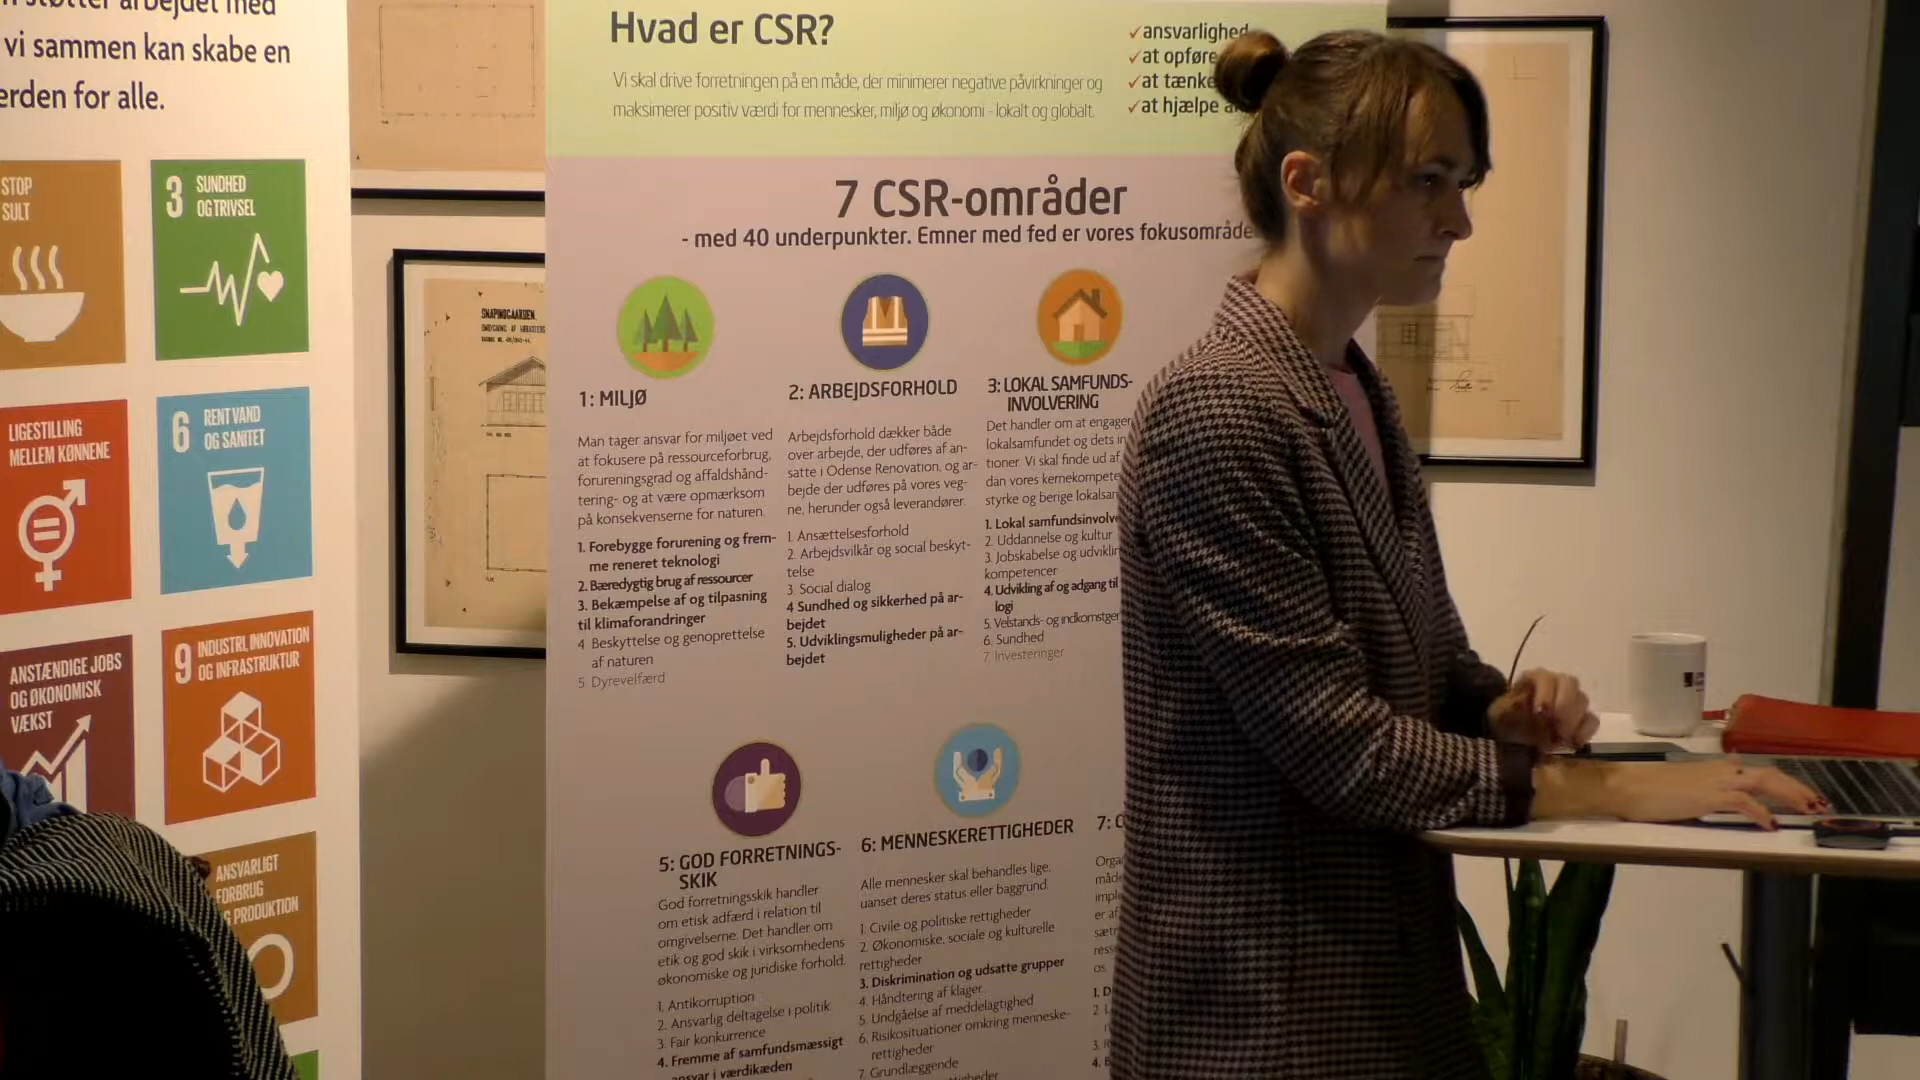 støtter arbejdet med
vi sammen kan skabe en
erden for alle.
STOP
SULT
3 SUNDHED
OG TRIVSEL
LIGESTILLING
MELLEM KØNNENE
6 RENT VAND
OG SANITET
ANSTÆNDIGE JOBS
OG ØKONOMISK
VÆKST
9 INDUSTRI, INNOVATION
OG INFRASTRUKTUR
ANSVARLIGT
FORBRUG
G PRODUKTION
Hvad er CSR?
Vi skal drive forretningen på en måde, der minimerer negative påvirkninger og
maksimerer positiv værdi for mennesker, miljø og økonomi - lokalt og globalt.
✓ansvarlighed
✓at opføre
✓at tænke
✓at hjælpe
7 CSR-områder
- med 40 underpunkter. Emner med fed er vores fokusområde
1: MILJØ
Man tager ansvar for miljøet ved
at fokusere på ressourceforbrug,
forureningsgrad og affaldshånd-
tering- og at være opmærksom
på konsekvenserne for naturen.
1. Forebygge forurening og frem-
me renere teknologi
2. Bæredygtig brug af ressourcer
3. Bekæmpelse af og tilpasning
til klimaforandringer
4 Beskyttelse og genoprettelse
af naturen
5 Dyrevelfærd
2: ARBEJDSFORHOLD
Arbejdsforhold dækker både
over arbejde, der udføres af an-
satte i Odense Renovation, og ar-
bejde der udføres på vores veg-
ne, herunder også leverandører.
1. Ansættelsesforhold
2. Arbejdsvilkår og social beskyt-
telse
3. Social dialog
4 Sundhed og sikkerhed på ar-
bejdet
5. Udviklingsmuligheder på ar-
bejdet
3: LOKAL SAMFUNDS-
INVOLVERING
Det handler om at engager
lokalsamfundet og dets in
tioner. Vi skal finde ud af
dan vores kernekompete
styrke og berige lokalsam
1. Lokal samfundsinvolve
2. Uddannelse og kultur
3. Jobskabelse og udviklin
kompetencer
4. Udvikling af og adgang til
logi
5. Velstands- og indkomstger
6. Sundhed
7. Investeringer
5: GOD FORRETNINGS-
SKIK
God forretningsskik handler
om etisk adfærd i relation til
omgivelserne. Det handler om
etik og god skik i virksomhedens
økonomiske og juridiske forhold.
1. Antikorruption
2. Ansvarlig deltagelse i politik
3. Fair konkurrence
4. Fremme af samfundsmæssigt
ansvar i værdikæden
6: MENNESKERETTIGHEDER
Alle mennesker skal behandles lige,
uanset deres status eller baggrund.
1. Civile og politiske rettigheder
2. Økonomiske, sociale og kulturelle
rettigheder
3. Diskrimination og udsatte grupper
4. Håndtering af klager
5. Undgåelse af meddelagtighed
6. Risikosituationer omkring menneske-
rettigheder
7. Grundlæggende
7:
Orga
måd
impl
er af
sætn
ress
os.
1. D
2.
3. R
4.